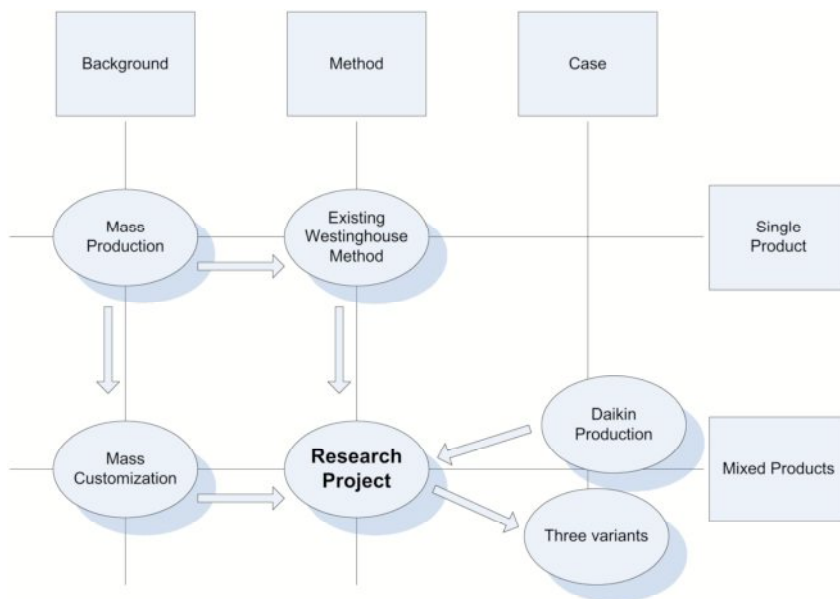 Background
Method
Case
Mass
Production
Existing
Westinghouse
Method
Single
Product
Mass
Customization
Research
Project
Daikin
Production
Mixed Products
Three variants